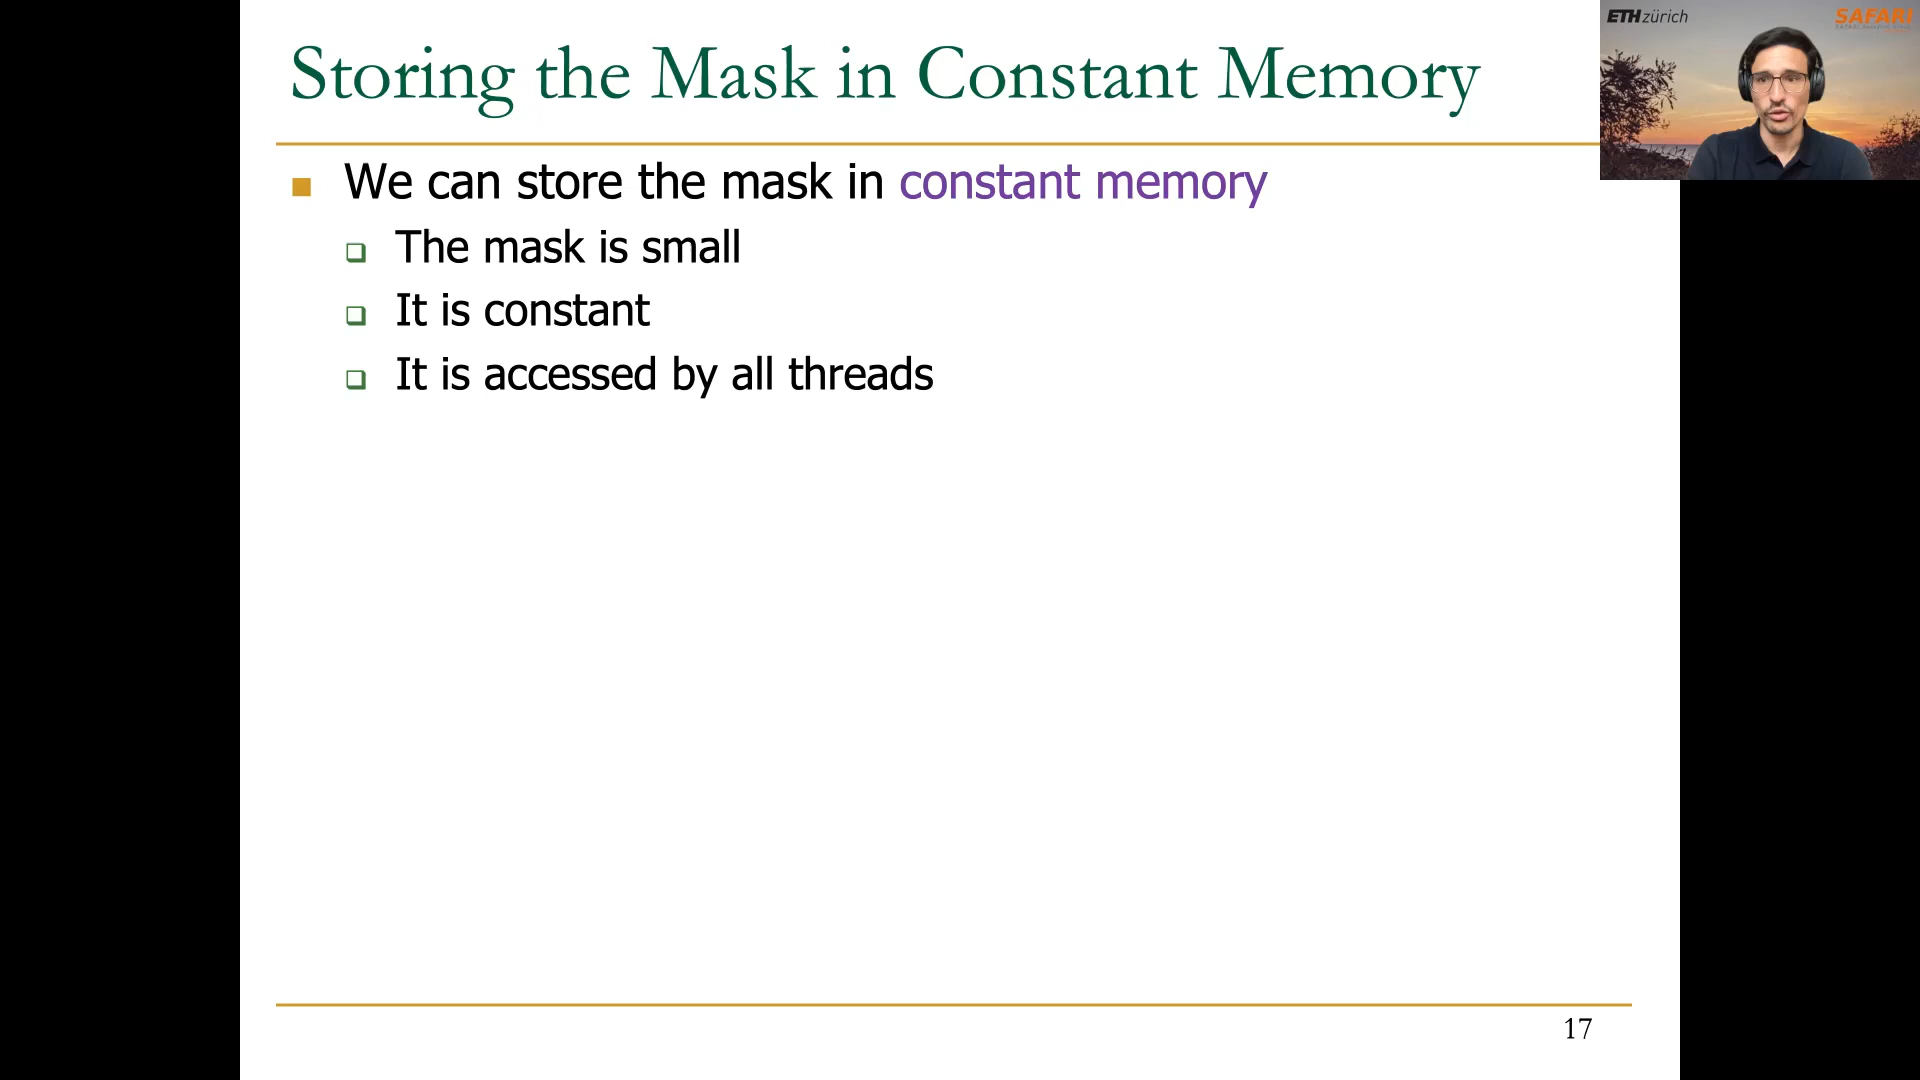 Storing the Mask in Constant Memory
We can store the mask in constant memory
The mask is small
It is constant
It is accessed by all threads
17
ETH zürich
SAFARI